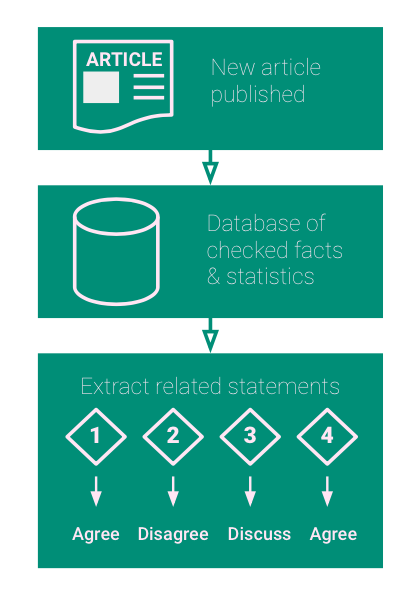 ARTICLE
New article
published
Database of
checked facts
& statistics
Extract related statements
1 2 3 4
Agree Disagree Discuss Agree